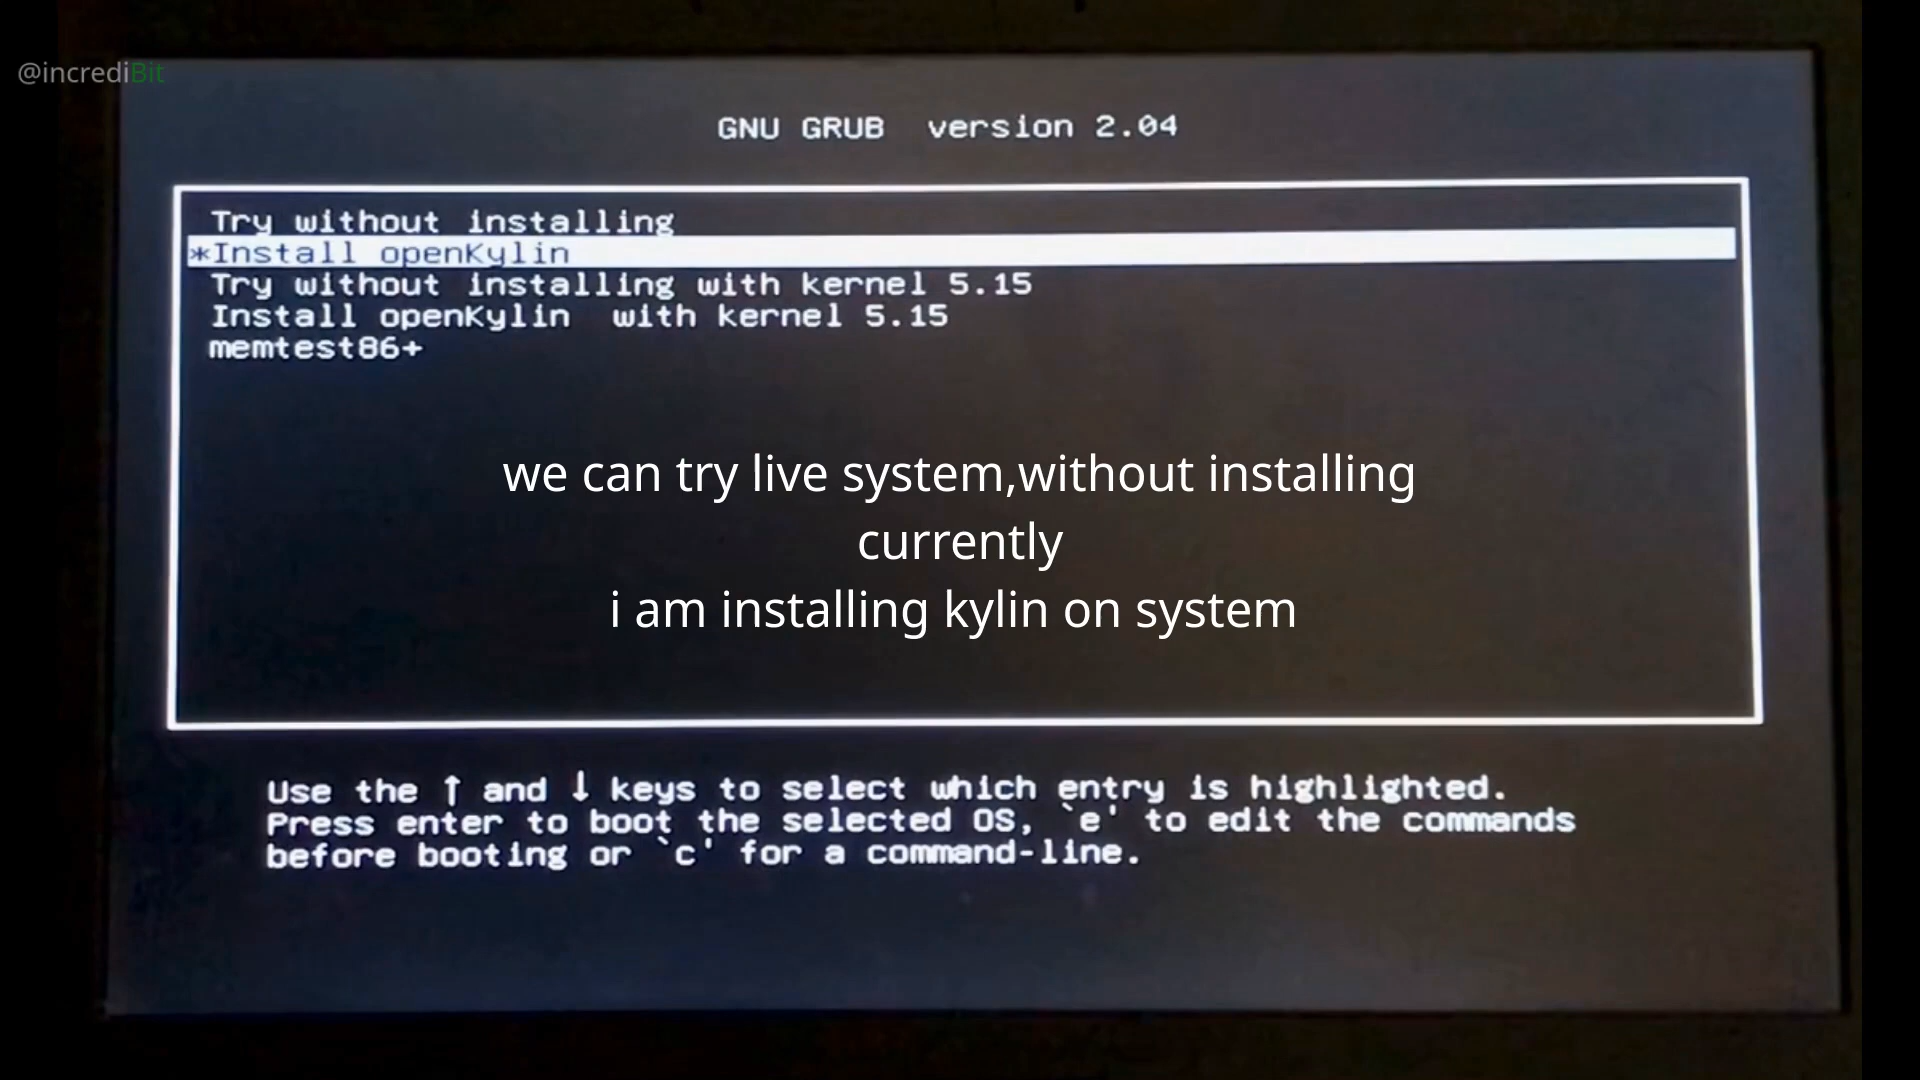 @incrediBit
GNU GRUB  version 2.04
Try without installing
*Install openKylin
Try without installing with kernel 5.15
Install openKylin  with kernel 5.15
memtest86+
we can try live system,without installing
currently
i am installing kylin on system
Use the ↑ and ↓ keys to select which entry is highlighted.
Press enter to boot the selected OS, `e' to edit the commands
before booting or `c' for a command-line.